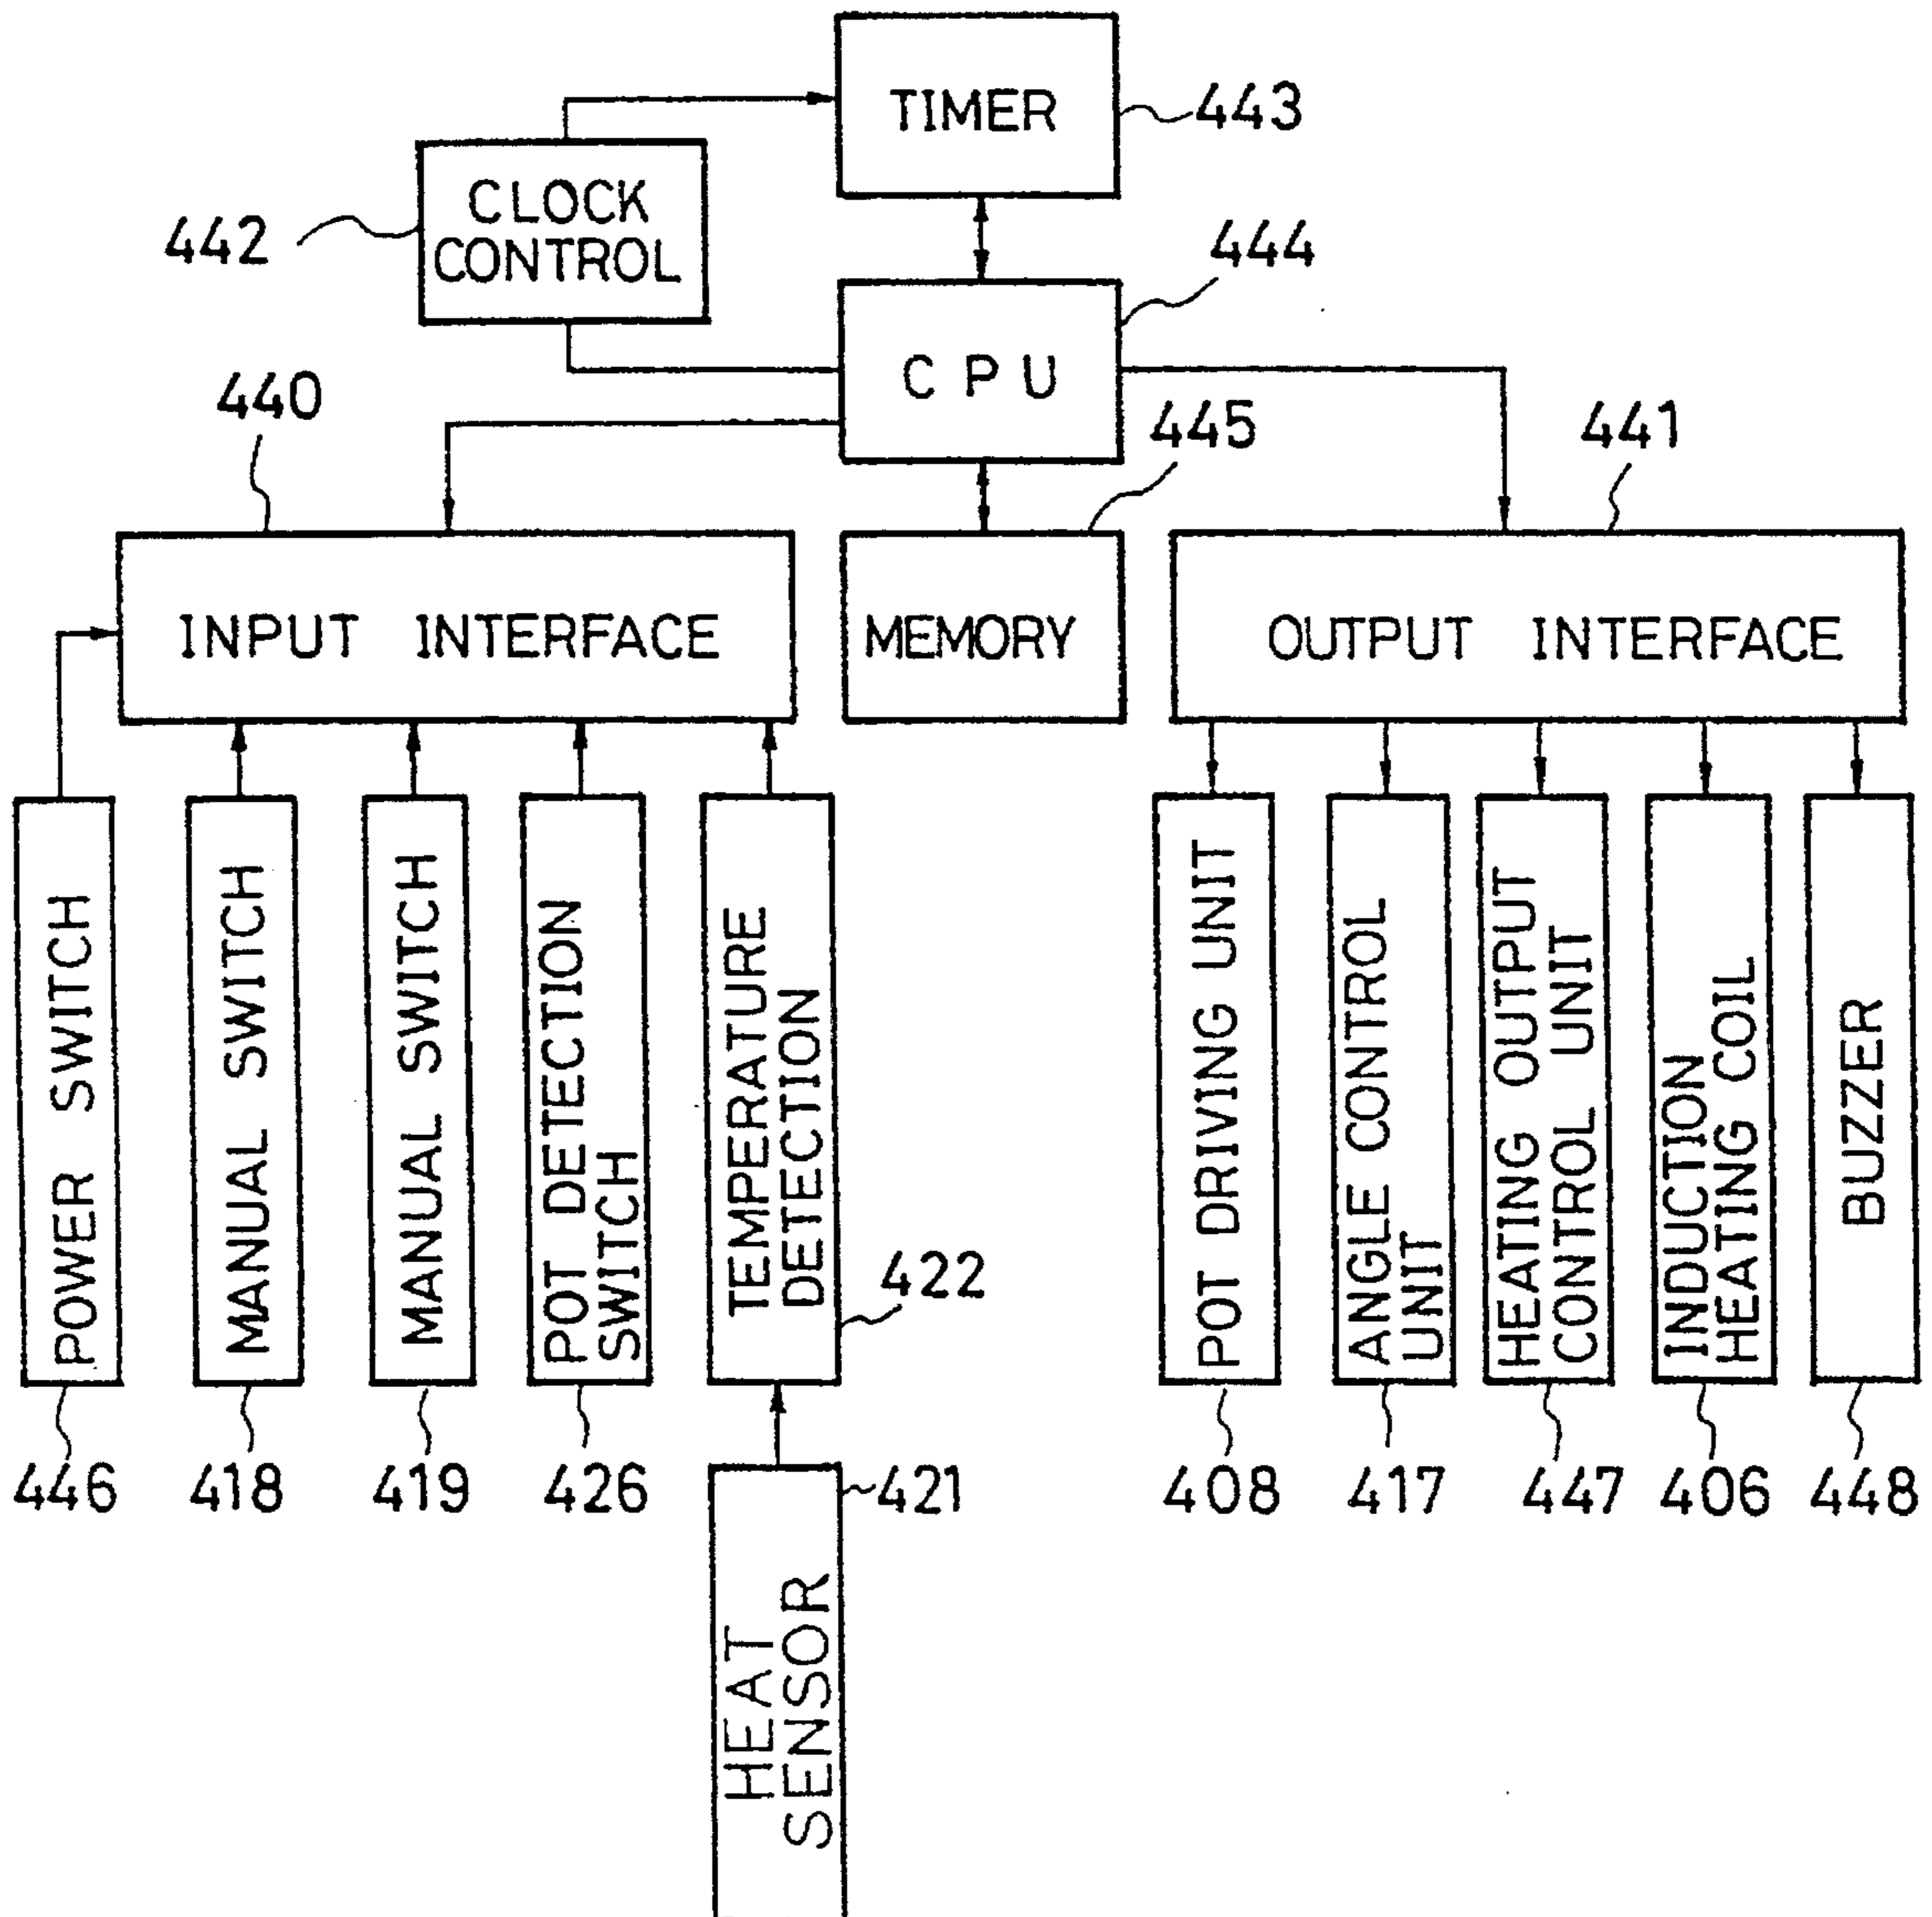 TIMER
443
CLOCK
CONTROL
442
444
C P U
440
445
441
INPUT INTERFACE
MEMORY
OUTPUT INTERFACE
POWER SWITCH
MANUAL SWITCH
MANUAL SWITCH
POT DETECTION
SWITCH
TEMPERATURE
DETECTION
422
POT DRIVING UNIT
ANGLE CONTROL
UNIT
HEATING OUTPUT
CONTROL UNIT
INDUCTION
HEATING COIL
BUZZER
446
418
419
426
421
408
417
447
406
448
HEAT
SENSOR